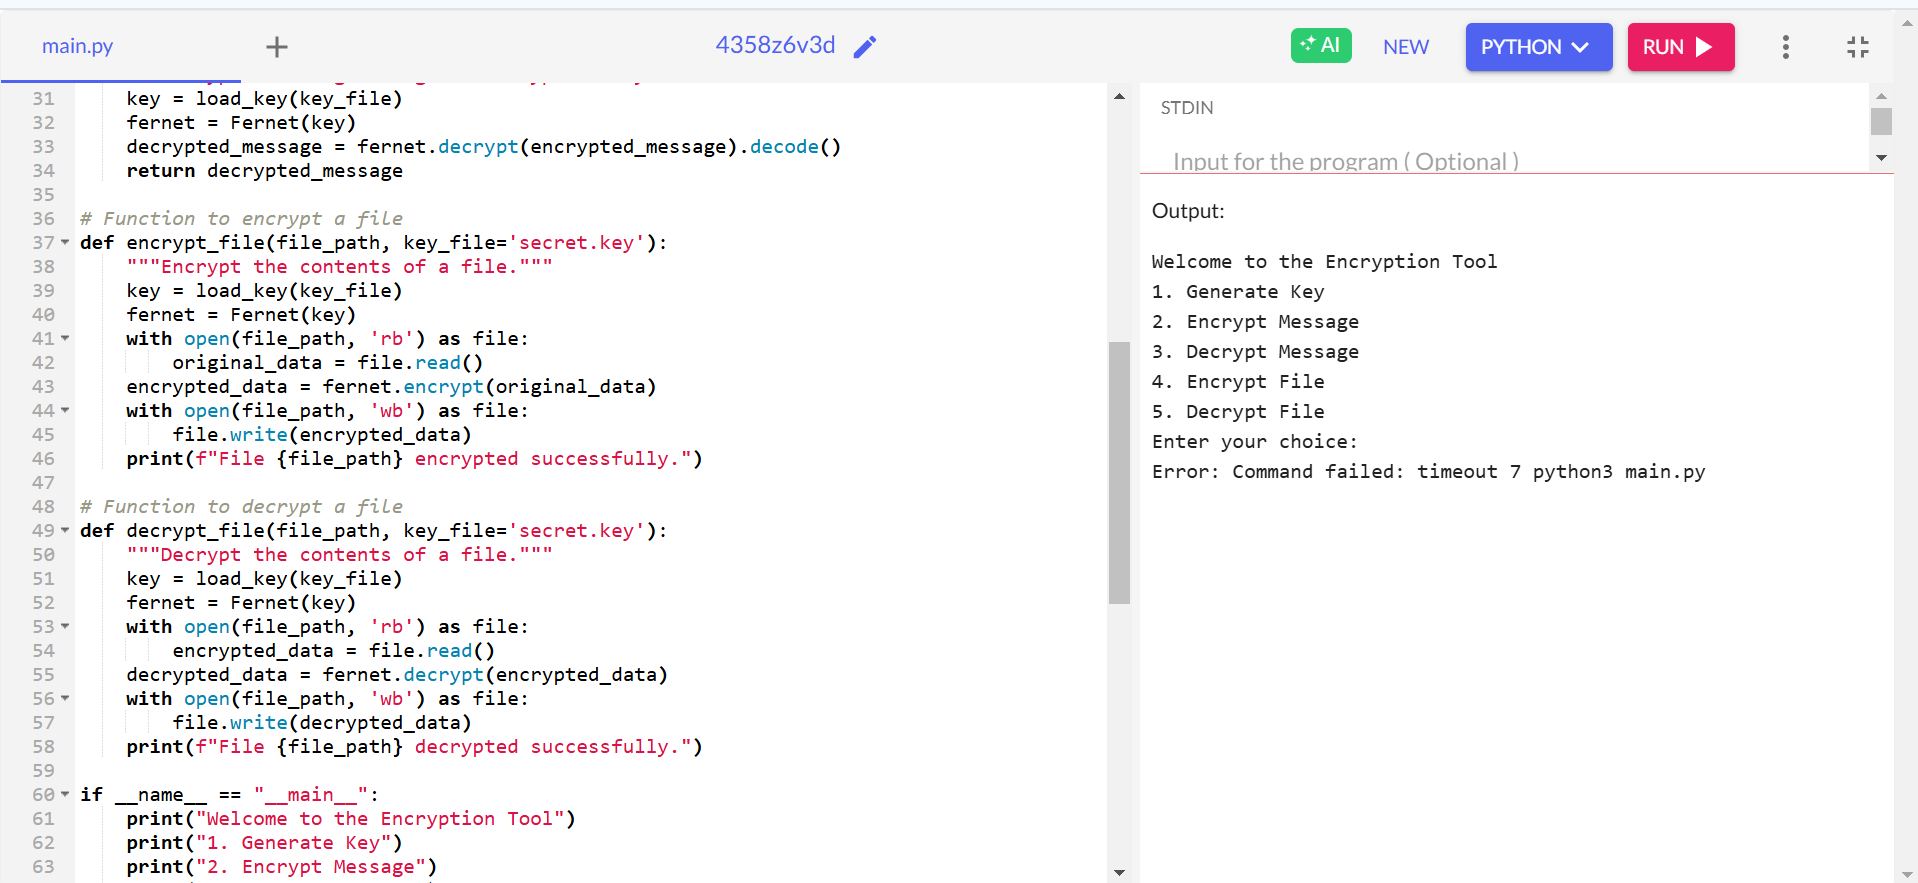 main.py
+
4358z6v3d
AI
NEW
PYTHON
RUN
31 key = load_key(key_file)
32 fernet = Fernet(key)
33 decrypted_message = fernet.decrypt(encrypted_message).decode()
34 return decrypted_message
35
36 # Function to encrypt a file
37 def encrypt_file(file_path, key_file='secret.key'):
38 """Encrypt the contents of a file."""
39 key = load_key(key_file)
40 fernet = Fernet(key)
41 with open(file_path, 'rb') as file:
42 original_data = file.read()
43 encrypted_data = fernet.encrypt(original_data)
44 with open(file_path, 'wb') as file:
45 file.write(encrypted_data)
46 print(f"File {file_path} encrypted successfully.")
47
48 # Function to decrypt a file
49 def decrypt_file(file_path, key_file='secret.key'):
50 """Decrypt the contents of a file."""
51 key = load_key(key_file)
52 fernet = Fernet(key)
53 with open(file_path, 'rb') as file:
54 encrypted_data = file.read()
55 decrypted_data = fernet.decrypt(encrypted_data)
56 with open(file_path, 'wb') as file:
57 file.write(decrypted_data)
58 print(f"File {file_path} decrypted successfully.")
59
60 if __name__ == "__main__":
61 print("Welcome to the Encryption Tool")
62 print("1. Generate Key")
63 print("2. Encrypt Message")
STDIN
Input for the program ( Optional )
Output:
Welcome to the Encryption Tool
1. Generate Key
2. Encrypt Message
3. Decrypt Message
4. Encrypt File
5. Decrypt File
Enter your choice:
Error: Command failed: timeout 7 python3 main.py